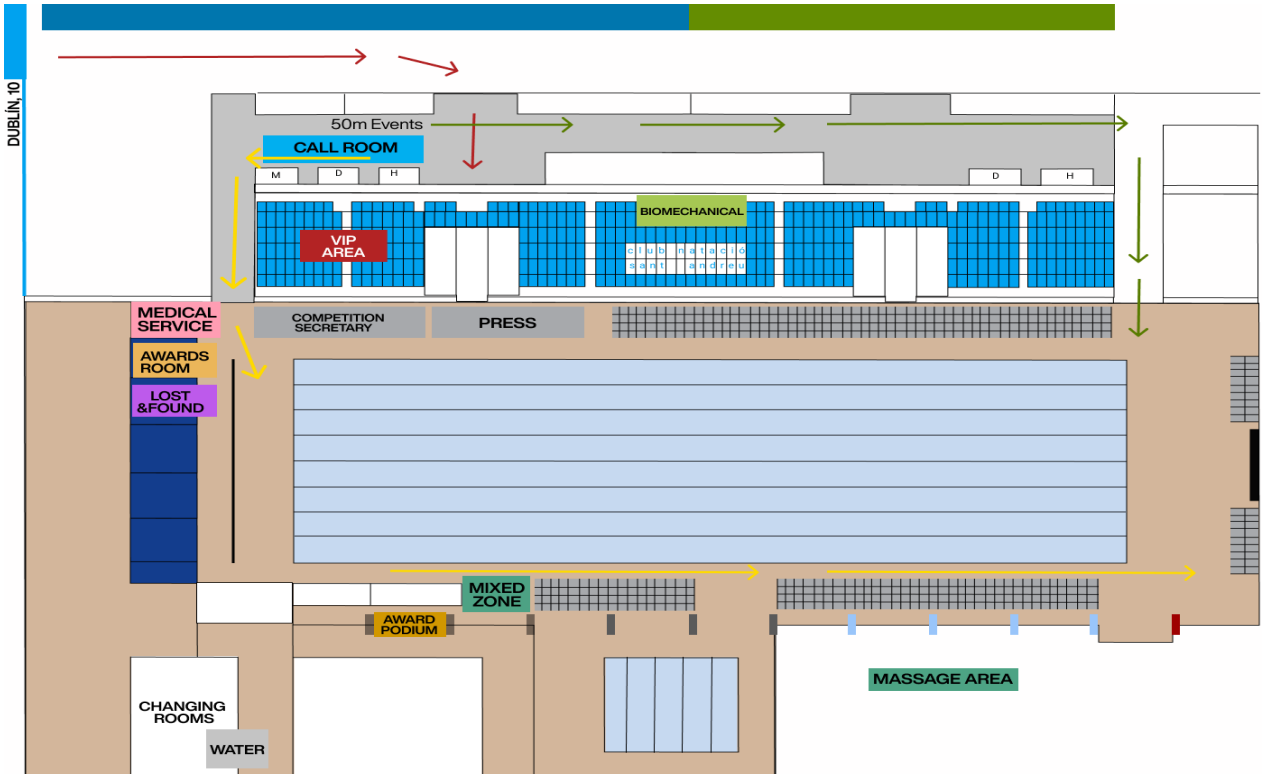 DUBLÍN, 10
50m Events
CALL ROOM
M
D
H
D
H
BIOMECHANICAL
VIP
AREA
club natació
sant andreu
MEDICAL
SERVICE
COMPETITION
SECRETARY
PRESS
AWARDS
ROOM
LOST
&FOUND
MIXED
ZONE
AWARD
PODIUM
MASSAGE AREA
CHANGING
ROOMS
WATER